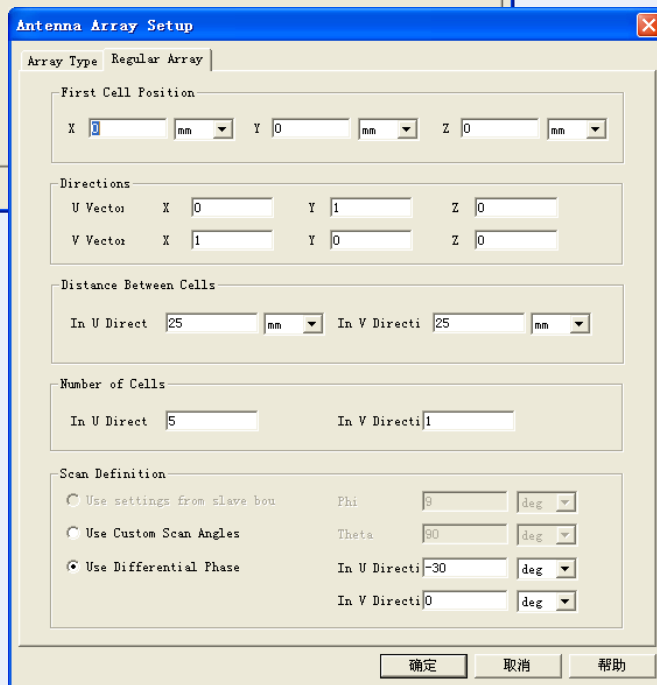 Antenna Array Setup
Array Type Regular Array
First Cell Position
X 0 mm Y 0 mm Z 0 mm
Directions
U Vector X 0 Y 1 Z 0
V Vector X 1 Y 0 Z 0
Distance Between Cells
In U Direct 25 mm In V Directi 25 mm
Number of Cells
In U Direct 5 In V Directi 1
Scan Definition
Use settings from slave bou Phi 9 deg
Use Custom Scan Angles Theta 90 deg
Use Differential Phase In U Directi -30 deg
In V Directi 0 deg
确定 取消 帮助